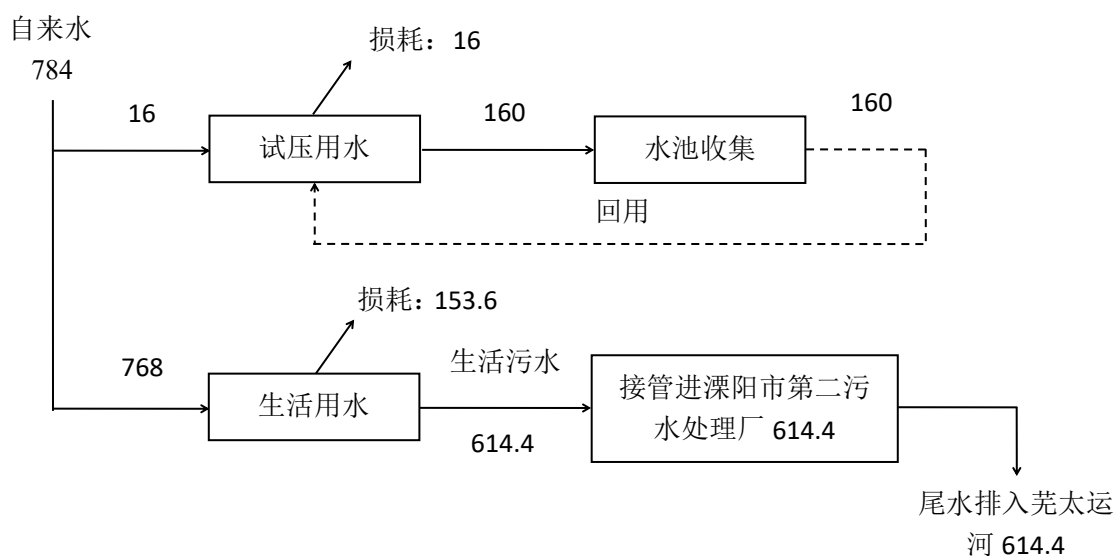 自来水
784
损耗：16
16
160
160
试压用水
水池收集
回用
损耗：153.6
768
生活污水
生活用水
614.4
接管进溧阳市第二污
水处理厂 614.4
尾水排入芜太运
河 614.4